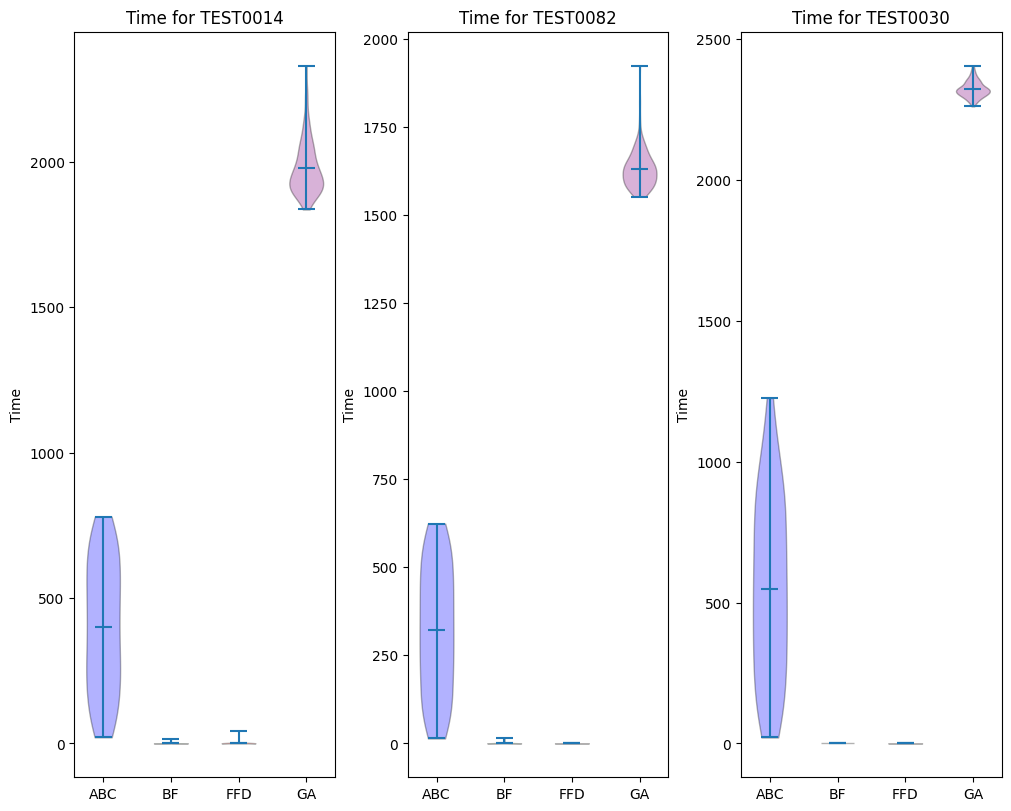 Time for TEST0014
Time
2000
1500
1000
500
0
ABC BF FFD GA
Time for TEST0082
Time
2000
1750
1500
1250
1000
750
500
250
0
ABC BF FFD GA
Time for TEST0030
Time
2500
2000
1500
1000
500
0
ABC BF FFD GA